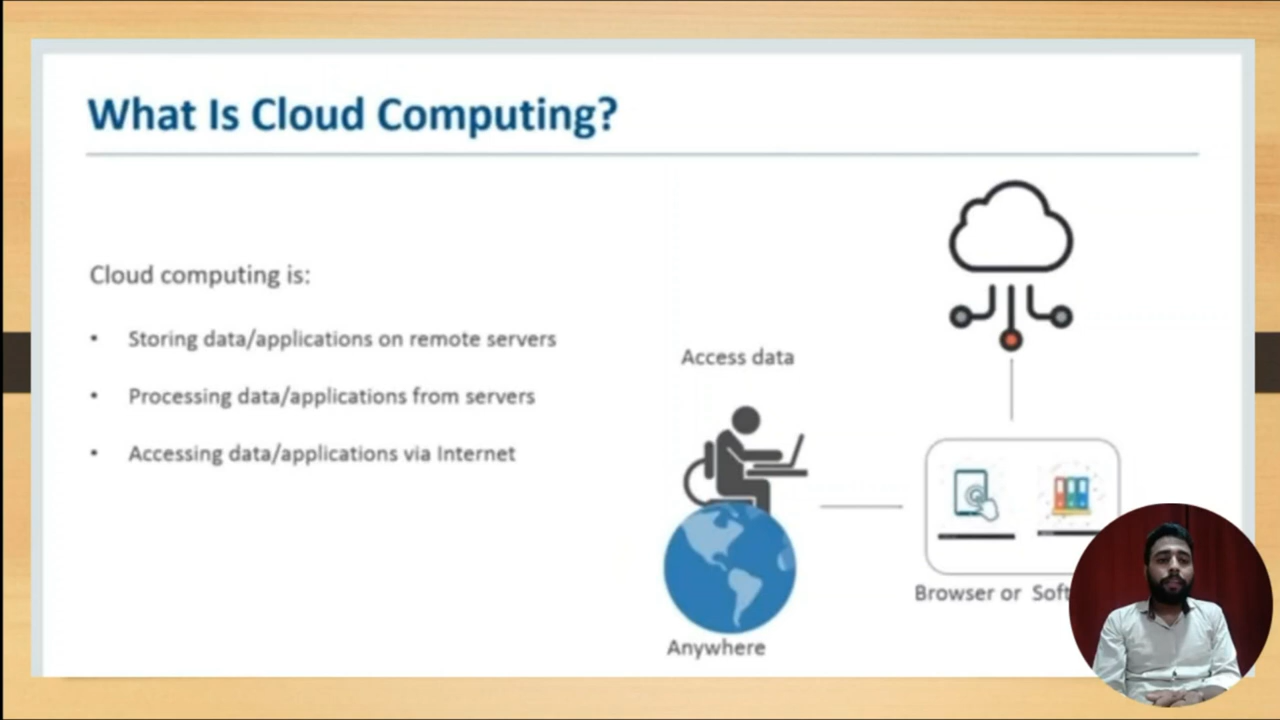 What Is Cloud Computing?
Cloud computing is:
• Storing data/applications on remote servers
• Processing data/applications from servers
• Accessing data/applications via Internet
Access data
Anywhere
Browser or Soft